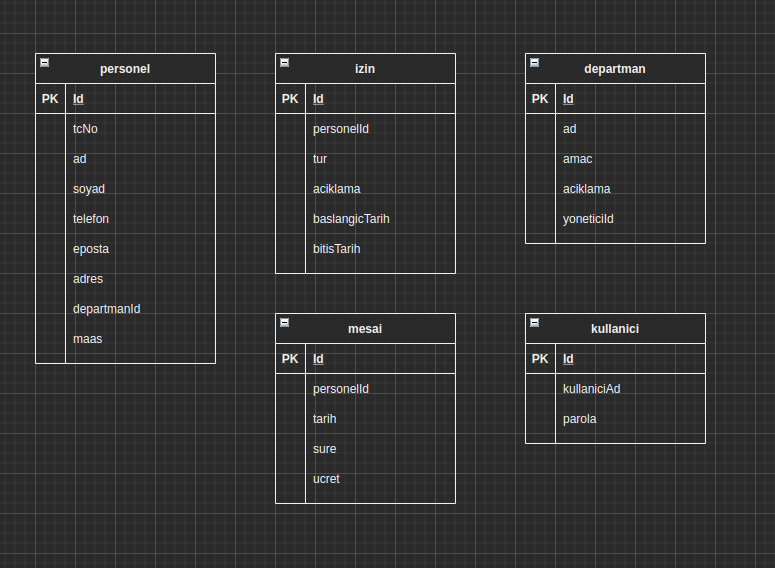 personel
PK Id
tcNo
ad
soyad
telefon
eposta
adres
departmanId
maas
izin
PK Id
personelId
tur
aciklama
baslangicTarih
bitisTarih
departman
PK Id
ad
amac
aciklama
yoneticiId
mesai
PK Id
personelId
tarih
sure
ucret
kullanici
PK Id
kullaniciAd
parola